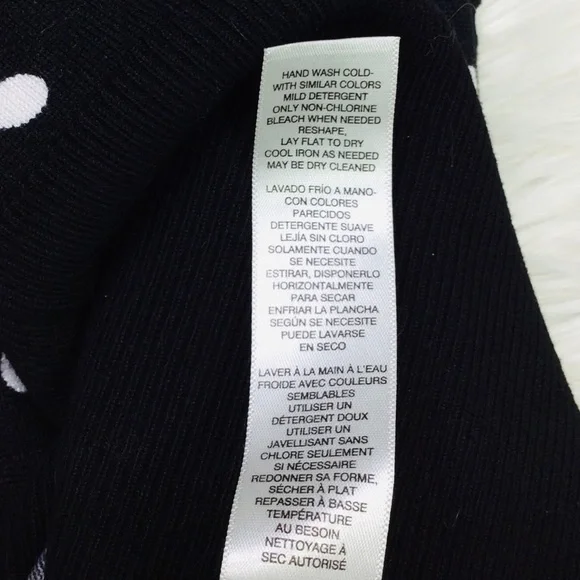 HAND WASH COLD-
WITH SIMILAR COLORS
MILD DETERGENT
ONLY NON-CHLORINE
BLEACH WHEN NEEDED
RESHAPE,
LAY FLAT TO DRY
COOL IRON AS NEEDED
MAY BE DRY CLEANED
LAVADO FRÍO A MANO-
CON COLORES
PARECIDOS
DETERGENTE SUAVE
LEJÍA SIN CLORO
SOLAMENTE CUANDO
SE NECESITE
ESTIRAR, DISPONERLO
HORIZONTALMENTE
PARA SECAR
ENFRIAR LA PLANCHA
SEGÚN SE NECESITE
PUEDE LAVARSE
EN SECO
LAVER À LA MAIN À L'EAU
FROIDE AVEC COULEURS
SEMBLABLES
UTILISER UN
DÉTERGENT DOUX
UTILISER UN
JAVELLISANT SANS
CHLORE SEULEMENT
SI NÉCESSAIRE
REDONNER SA FORME,
SÉCHER À PLAT
REPASSER À BASSE
TEMPÉRATURE
AU BESOIN
NETTOYAGE À
SEC AUTORISÉ